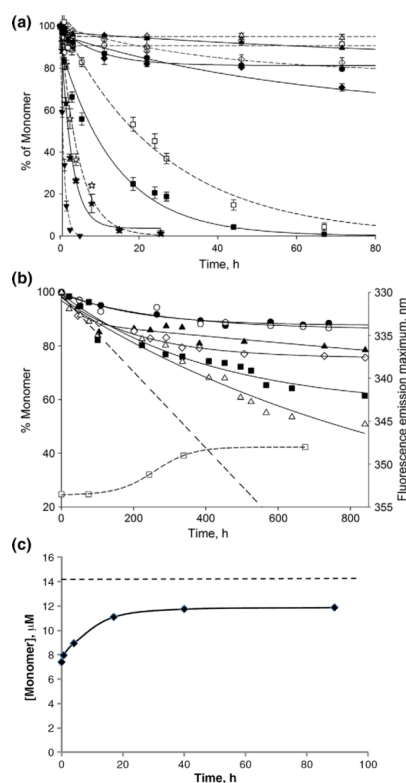 (a)
100
80
60
40
20
0
% of Monomer
0 20 40 60 80
Time, h
(b)
100
80
60
40
20
% Monomer
330
335
340
345
350
355
Fluorescence emission maximum, nm
0 200 400 600 800
Time, h
(c)
16
14
12
10
8
6
4
2
0
[Monomer], µM
0 20 40 60 80 100
Time, h